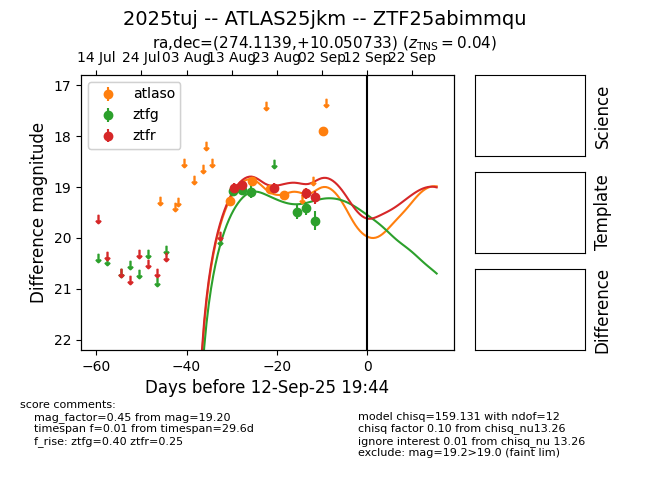 2025tuj -- ATLAS25jkm -- ZTF25abimmqu
ra,dec=(274.1139,+10.050733) (z_TNS = 0.04)
14 Jul 24 Jul 03 Aug 13 Aug 23 Aug 02 Sep 12 Sep 22 Sep
atlaso
ztfg
ztfr
17
18
19
20
21
22
Difference magnitude
−60 −40 −20 0
Days before 12-Sep-25 19:44
Science
Template
Difference
score comments:
mag_factor=0.45 from mag=19.20
timespan f=0.01 from timespan=29.6d
f_rise: ztfg=0.40 ztfr=0.25
model chisq=159.131 with ndof=12
chisq factor 0.10 from chisq_nu13.26
ignore interest 0.01 from chisq_nu 13.26
exclude: mag=19.2>19.0 (faint lim)